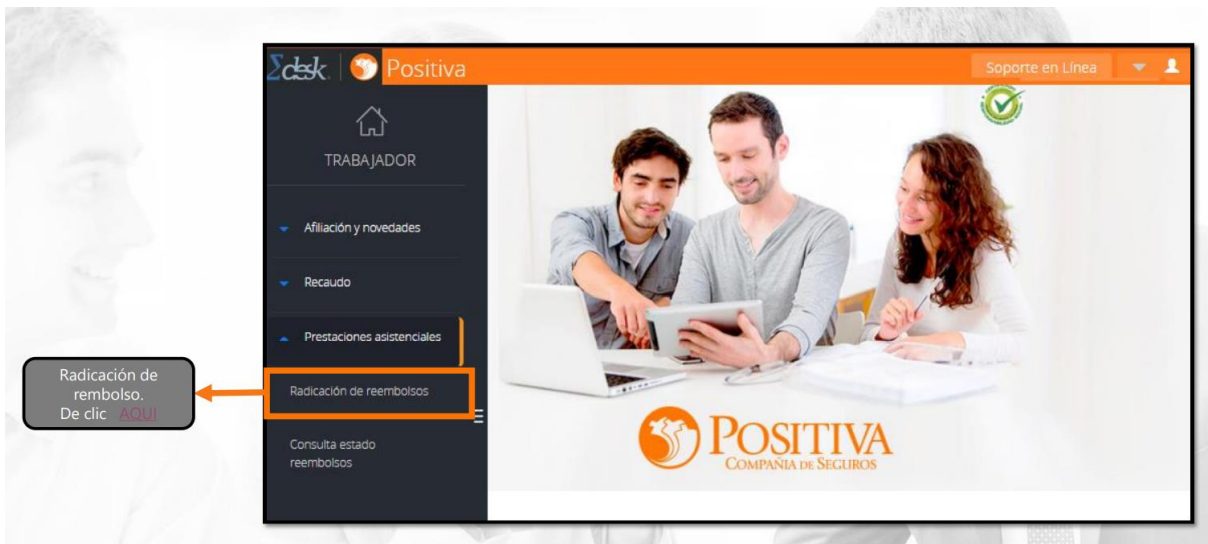 Σdesk. Positiva
Soporte en Línea
TRABAJADOR
Afiliación y novedades
Recaudo
Prestaciones asistenciales
Radicación de reembolsos
Consulta estado
reembolsos
Radicación de
rembolso.
De clic AQUI
POSITIVA
COMPAÑIA DE SEGUROS